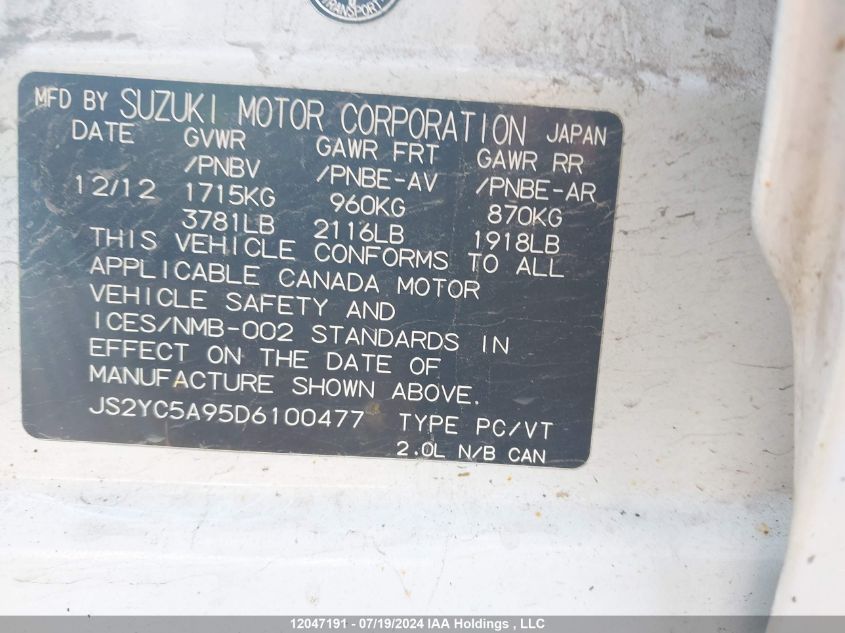 TRANSPORT
MFD BY SUZUKI MOTOR CORPORATION JAPAN
DATE GVWR GAWR FRT GAWR RR
/PNBV /PNBE-AV /PNBE-AR
12/12 1715KG 960KG 870KG
3781LB 2116LB 1918LB
THIS VEHICLE CONFORMS TO ALL
APPLICABLE CANADA MOTOR
VEHICLE SAFETY AND
ICES/NMB-002 STANDARDS IN
EFFECT ON THE DATE OF
MANUFACTURE SHOWN ABOVE.
JS2YC5A95D6100477 TYPE PC/VT
2.0L N/B CAN
12047191 - 07/19/2024 IAA Holdings , LLC